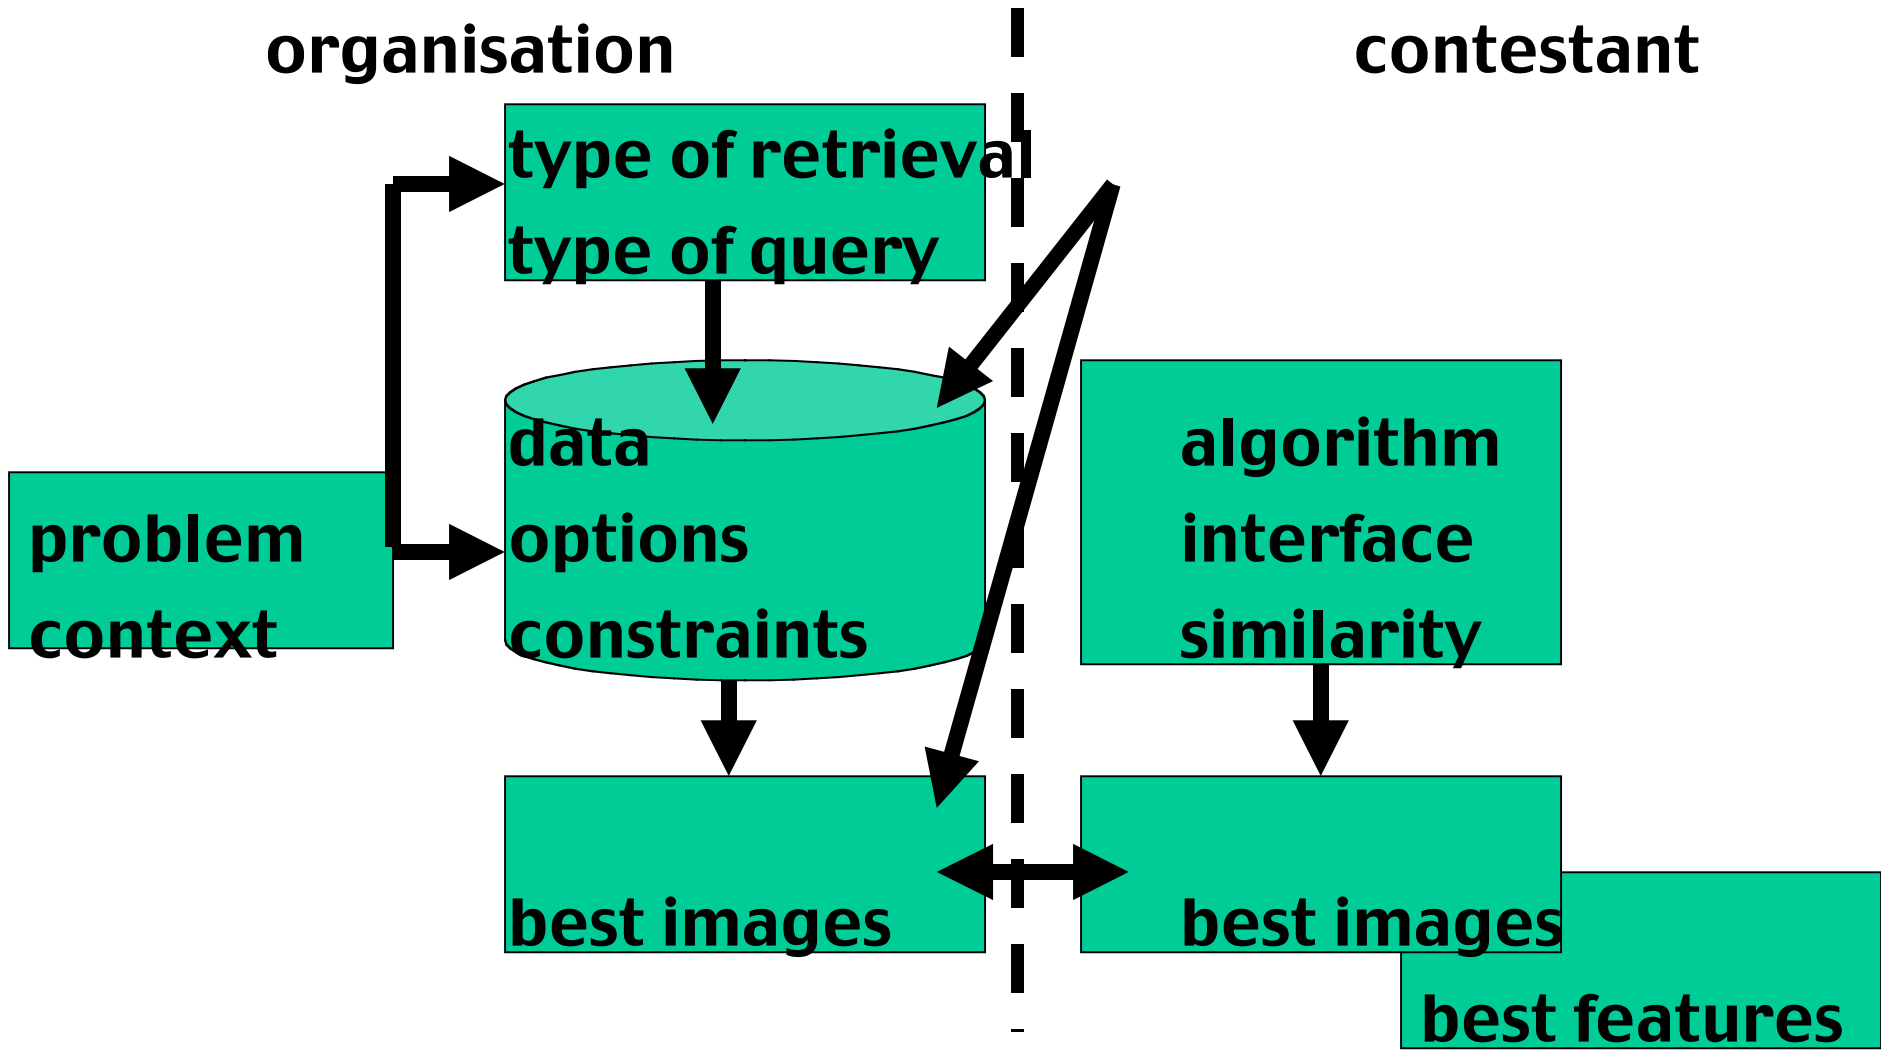 organisation
contestant
type of retrieval
type of query
data
options
constraints
problem
context
algorithm
interface
similarity
best images
best images
best features